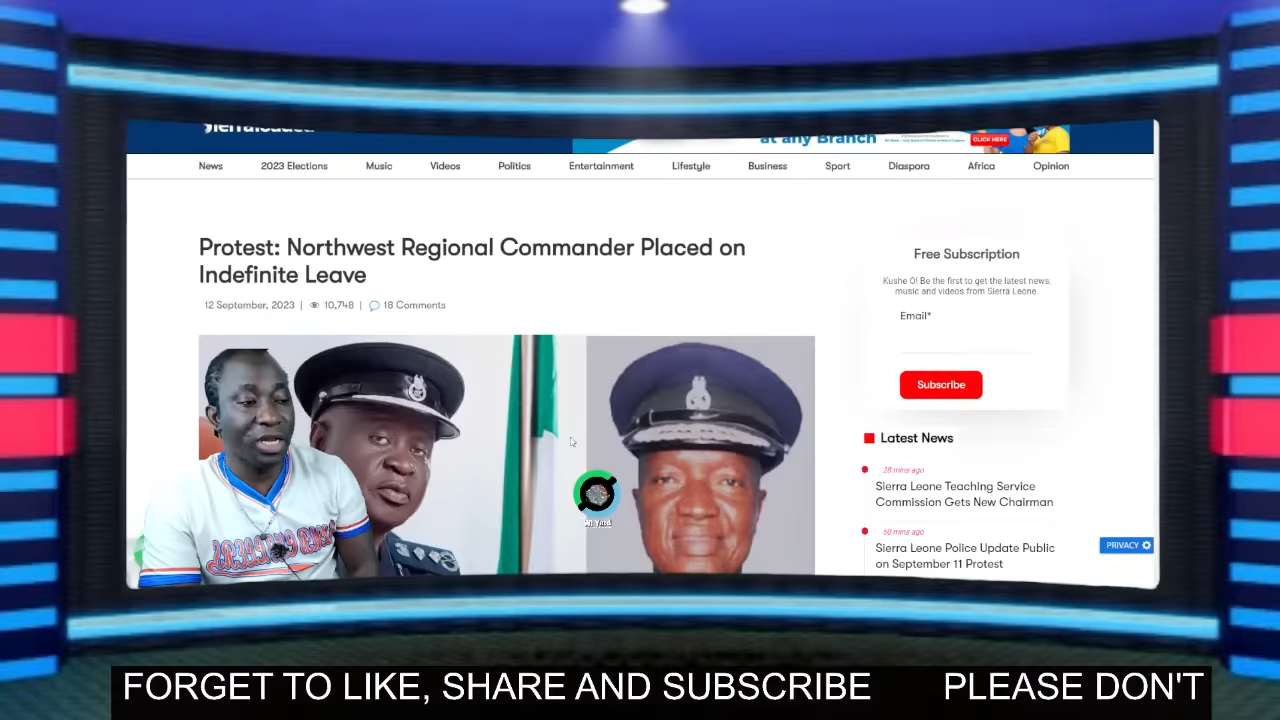 at any Branch
CLICK HERE
News 2023 Elections Music Videos Politics Entertainment Lifestyle Business Sport Diaspora Africa Opinion
Protest: Northwest Regional Commander Placed on
Indefinite Leave
12 September, 2023 | 10,748 | 18 Comments
Free Subscription
Kushe O! Be the first to get the latest news,
music and videos from Sierra Leone.
Email*
Subscribe
Latest News
28 mins ago
Sierra Leone Teaching Service
Commission Gets New Chairman
50 mins ago
Sierra Leone Police Update Public
on September 11 Protest
PRIVACY
FORGET TO LIKE, SHARE AND SUBSCRIBE PLEASE DON'T